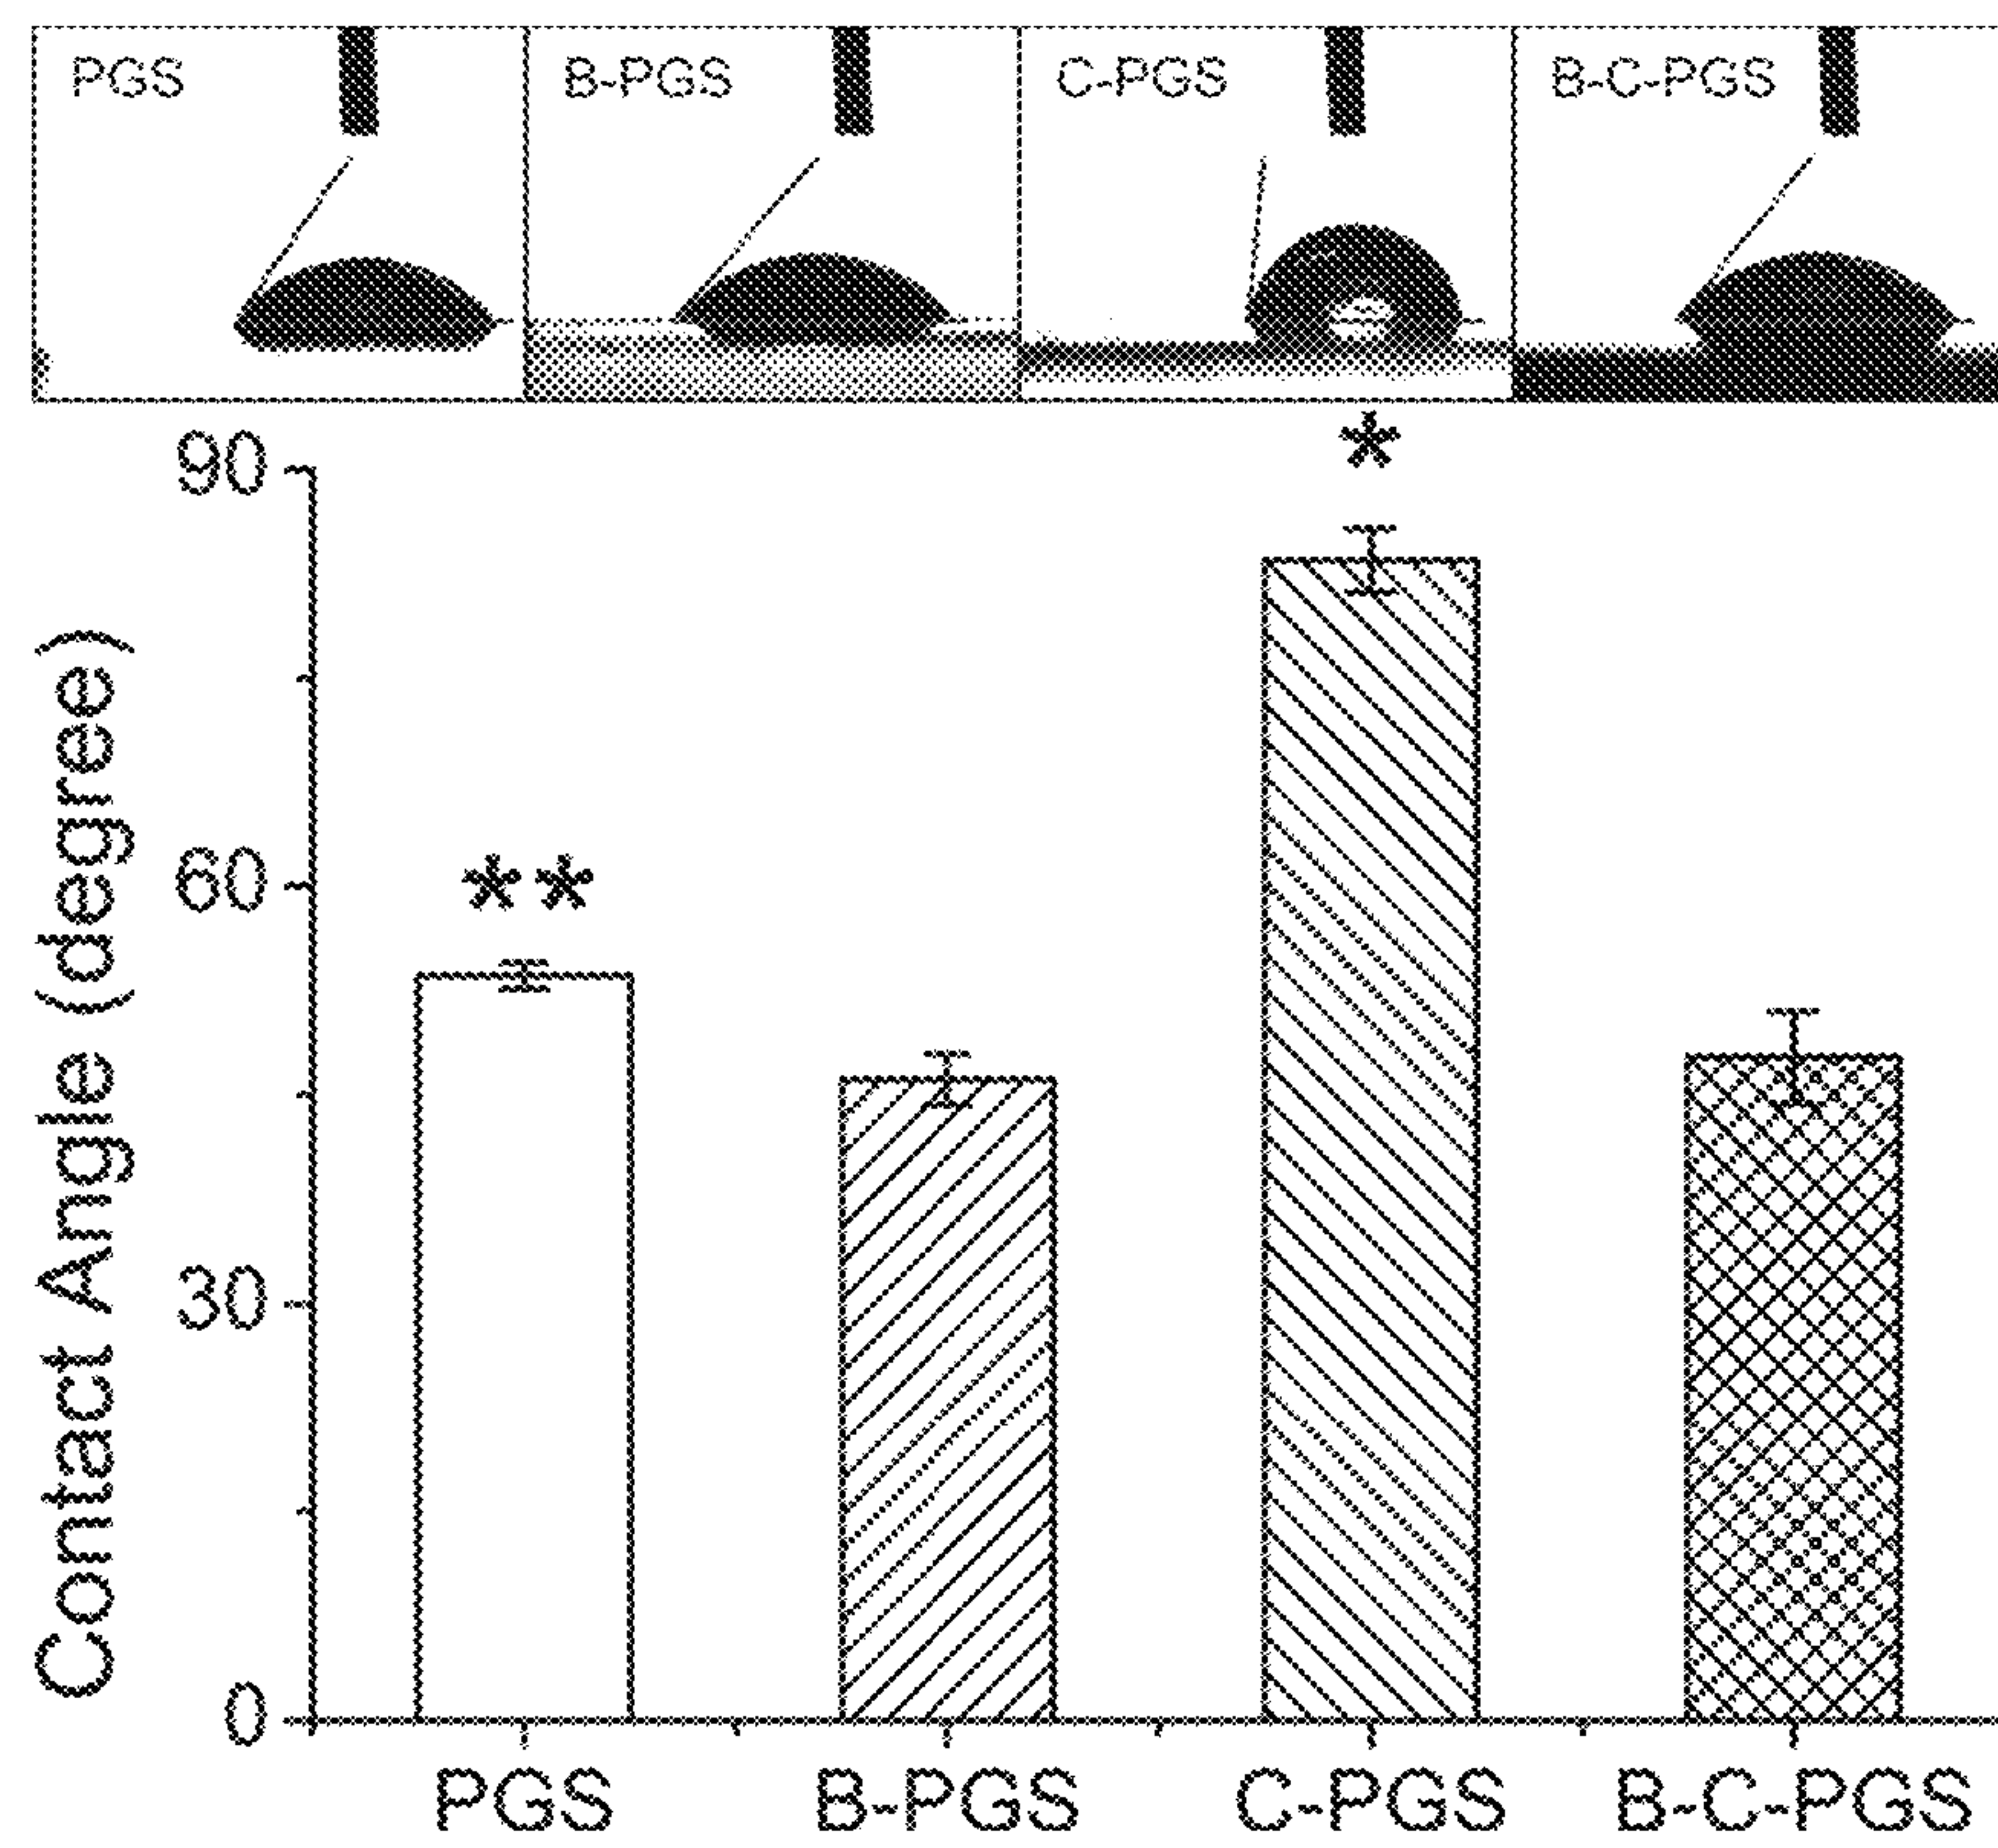 PGS
B-PGS
C-PGS
B-C-PGS
*
**
90
60
30
0
Contact Angle (degree)
PGS
B-PGS
C-PGS
B-C-PGS